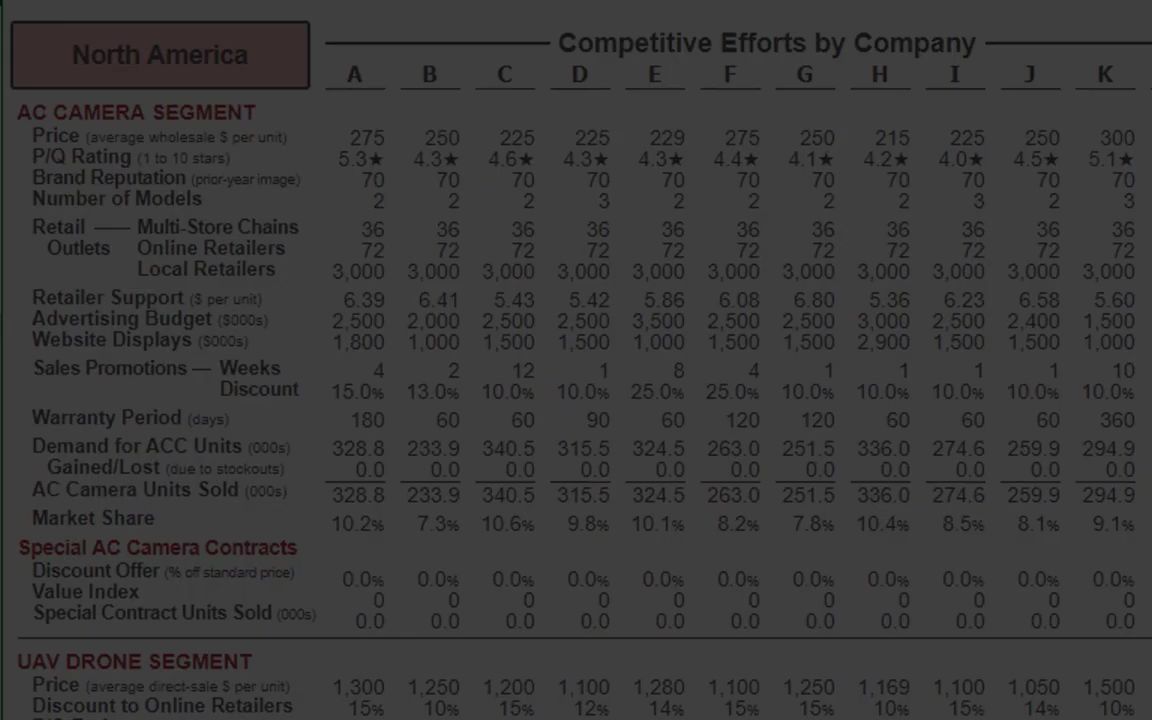 North America
Competitive Efforts by Company
A B C D E F G H I J K
AC CAMERA SEGMENT
Price (average wholesale $ per unit) 275 250 225 225 229 275 250 215 225 250 300
P/Q Rating (1 to 10 stars) 5.3★ 4.3★ 4.6★ 4.3★ 4.3★ 4.4★ 4.1★ 4.2★ 4.0★ 4.5★ 5.1★
Brand Reputation (prior-year image) 70 70 70 70 70 70 70 70 70 70 70
Number of Models 2 2 2 3 2 2 2 2 3 2 3
Retail —— Multi-Store Chains 36 36 36 36 36 36 36 36 36 36 36
Outlets Online Retailers 72 72 72 72 72 72 72 72 72 72 72
Local Retailers 3,000 3,000 3,000 3,000 3,000 3,000 3,000 3,000 3,000 3,000 3,000
Retailer Support ($ per unit) 6.39 6.41 5.43 5.42 5.86 6.08 6.80 5.36 6.23 6.58 5.60
Advertising Budget ($000s) 2,500 2,000 2,500 2,500 3,500 2,500 2,500 3,000 2,500 2,400 1,500
Website Displays ($000s) 1,800 1,000 1,500 1,500 1,000 1,500 1,500 2,900 1,500 1,500 1,000
Sales Promotions — Weeks 4 2 12 1 8 4 1 1 1 1 10
Discount 15.0% 13.0% 10.0% 10.0% 25.0% 25.0% 10.0% 10.0% 10.0% 10.0% 10.0%
Warranty Period (days) 180 60 60 90 60 120 120 60 60 60 360
Demand for ACC Units (000s) 328.8 233.9 340.5 315.5 324.5 263.0 251.5 336.0 274.6 259.9 294.9
Gained/Lost (due to stockouts) 0.0 0.0 0.0 0.0 0.0 0.0 0.0 0.0 0.0 0.0 0.0
AC Camera Units Sold (000s) 328.8 233.9 340.5 315.5 324.5 263.0 251.5 336.0 274.6 259.9 294.9
Market Share 10.2% 7.3% 10.6% 9.8% 10.1% 8.2% 7.8% 10.4% 8.5% 8.1% 9.1%
Special AC Camera Contracts
Discount Offer (% off standard price) 0.0% 0.0% 0.0% 0.0% 0.0% 0.0% 0.0% 0.0% 0.0% 0.0% 0.0%
Value Index 0 0 0 0 0 0 0 0 0 0 0
Special Contract Units Sold (000s) 0.0 0.0 0.0 0.0 0.0 0.0 0.0 0.0 0.0 0.0 0.0
UAV DRONE SEGMENT
Price (average direct-sale $ per unit) 1,300 1,250 1,200 1,100 1,280 1,100 1,250 1,169 1,100 1,050 1,500
Discount to Online Retailers 15% 10% 15% 12% 14% 15% 15% 10% 15% 14% 10%